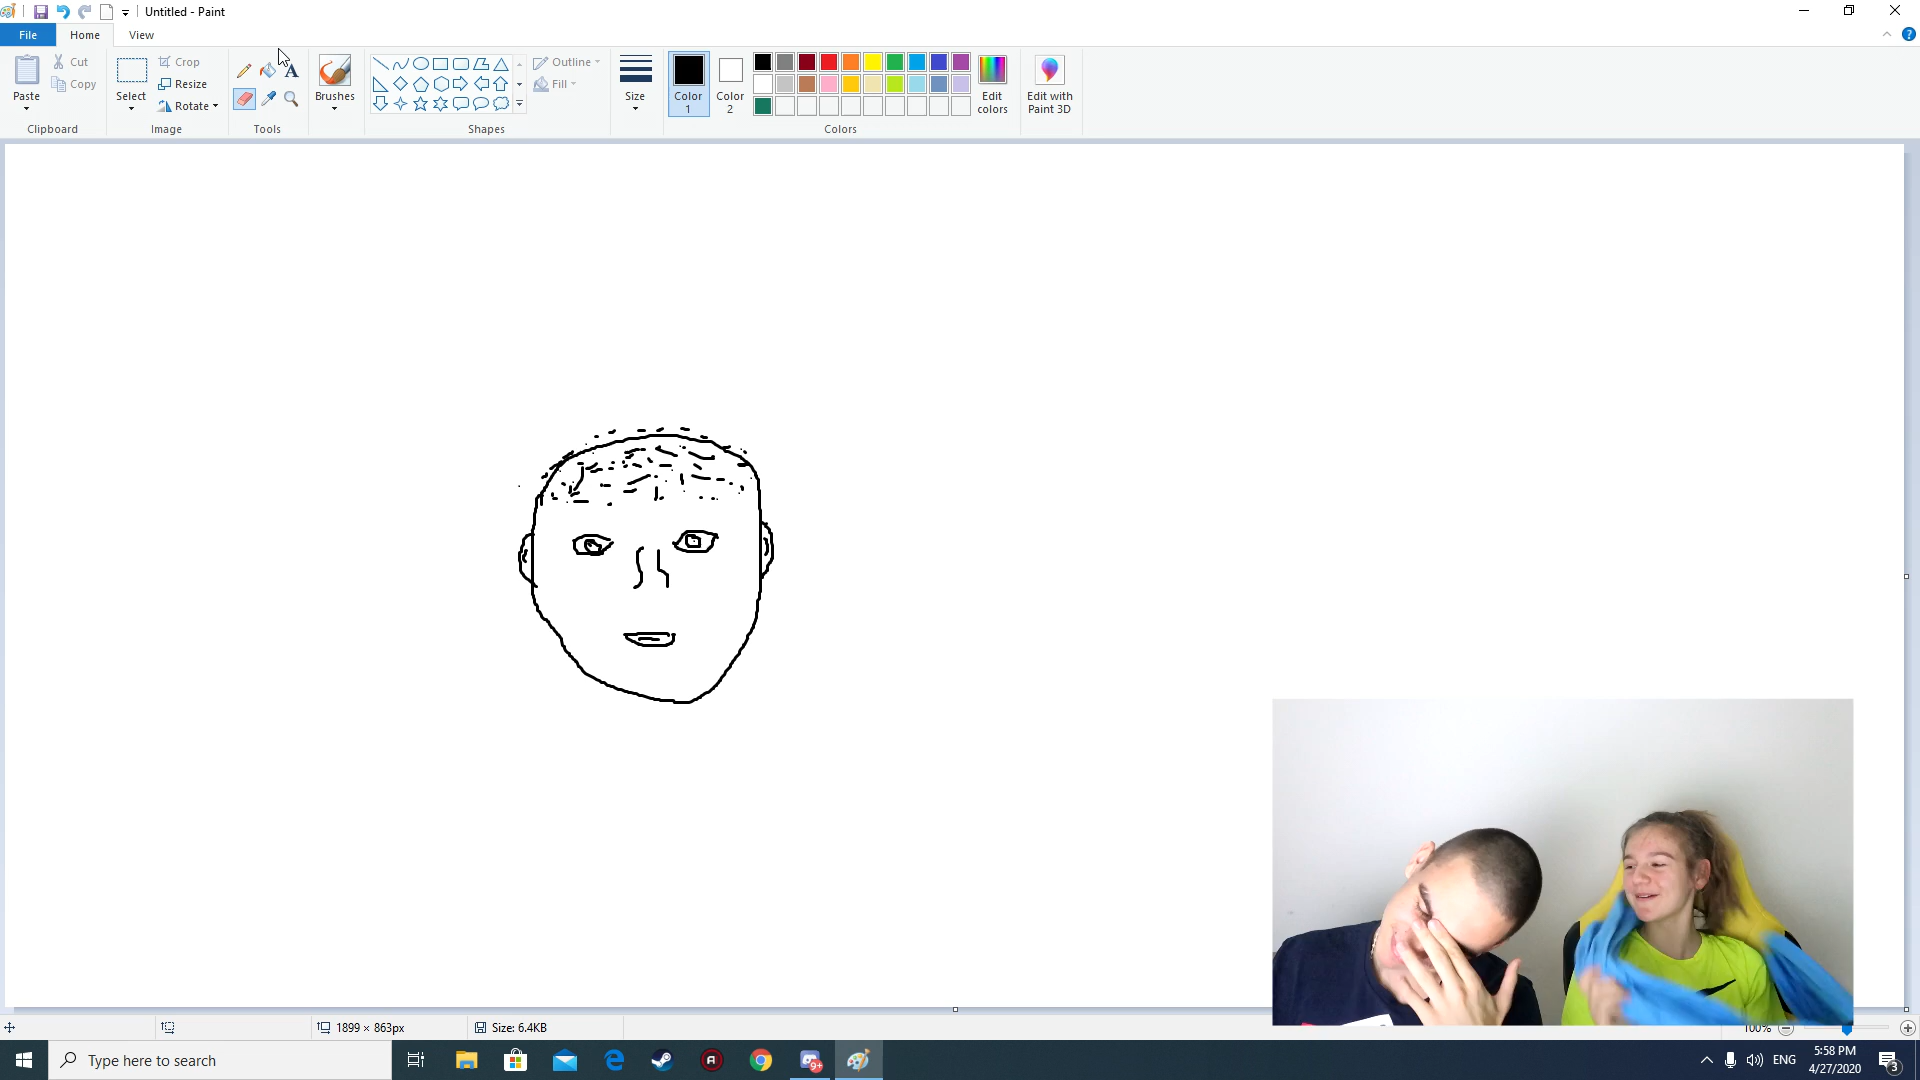 Untitled - Paint
File Home View
Paste
Cut
Copy
Clipboard
Select
Crop
Resize
Rotate
Image
A
Tools
Brushes
Shapes
Outline
Fill
Size
Color 1
Color 2
Colors
Edit colors
Edit with Paint 3D
1899 × 863px
Size: 6.4KB
100%
Type here to search
ENG
5:58 PM
4/27/2020
3